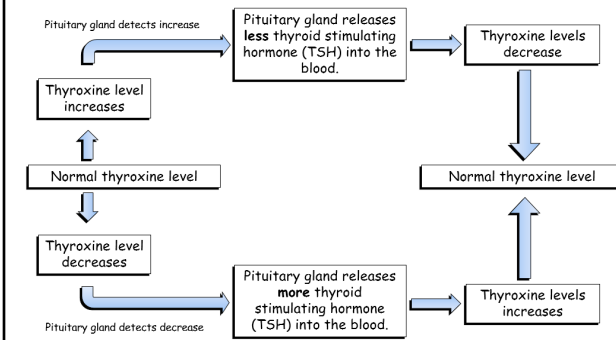 Pituitary gland detects increase
Pituitary gland releases
less thyroid stimulating
hormone (TSH) into the
blood.
Thyroxine levels
decrease
Thyroxine level
increases
Normal thyroxine level
Normal thyroxine level
Thyroxine level
decreases
Pituitary gland detects decrease
Pituitary gland releases
more thyroid
stimulating hormone
(TSH) into the blood.
Thyroxine levels
increases